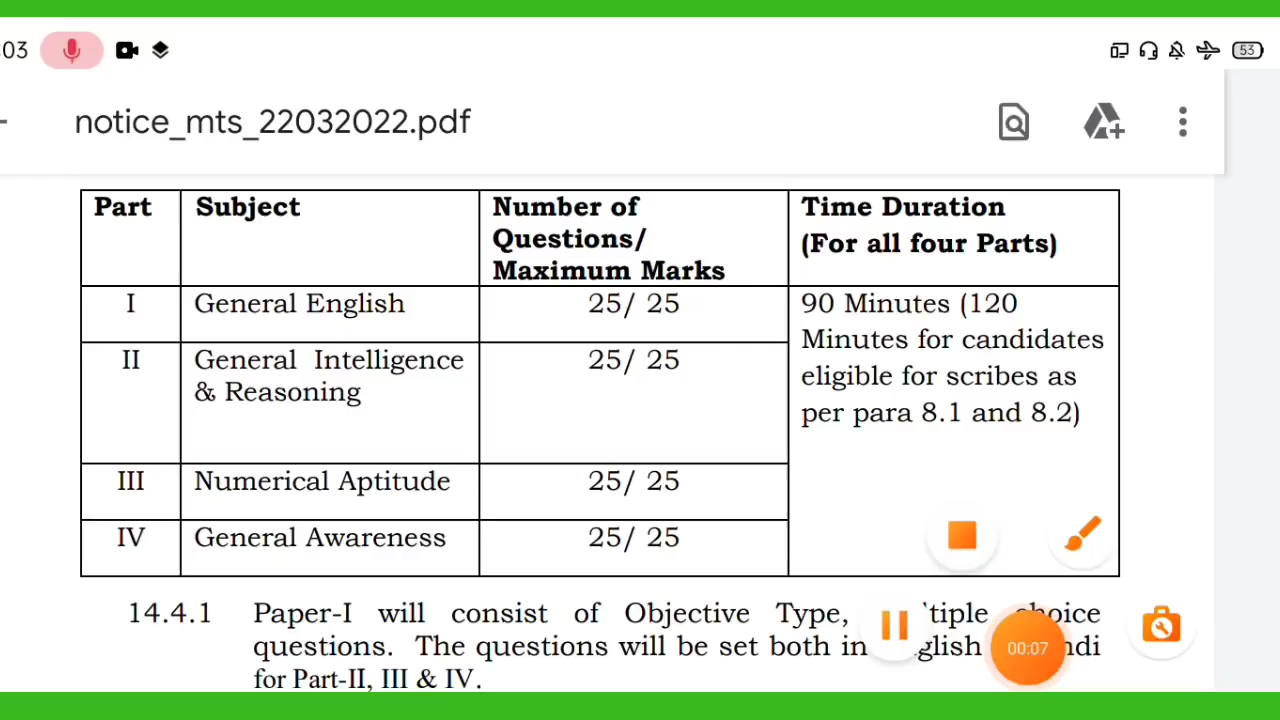 03
53
notice_mts_22032022.pdf
Part Subject Number of Questions/ Maximum Marks Time Duration (For all four Parts)
I General English 25/ 25 90 Minutes (120
Minutes for candidates
eligible for scribes as
per para 8.1 and 8.2)
II General Intelligence & Reasoning 25/ 25
III Numerical Aptitude 25/ 25
IV General Awareness 25/ 25
14.4.1 Paper-I will consist of Objective Type,
questions. The questions will be set both in
for Part-II, III & IV.
00:07